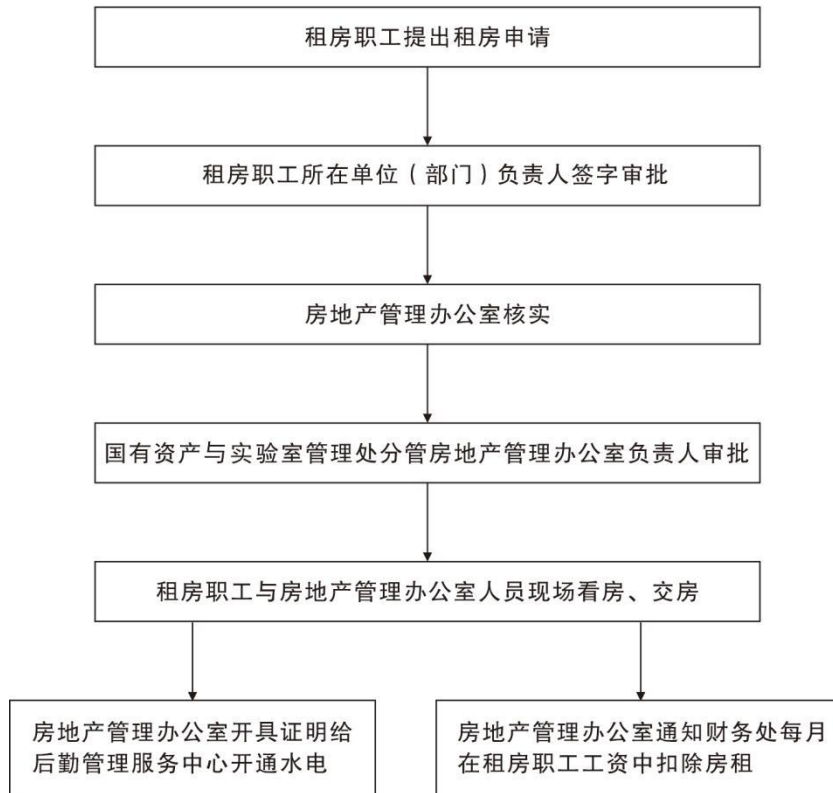 租房职工提出租房申请
租房职工所在单位（部门）负责人签字审批
房地产管理办公室核实
国有资产与实验室管理处分管房地产管理办公室负责人审批
租房职工与房地产管理办公室人员现场看房、交房
房地产管理办公室开具证明给
后勤管理服务中心开通水电
房地产管理办公室通知财务处每月
在租房职工工资中扣除房租